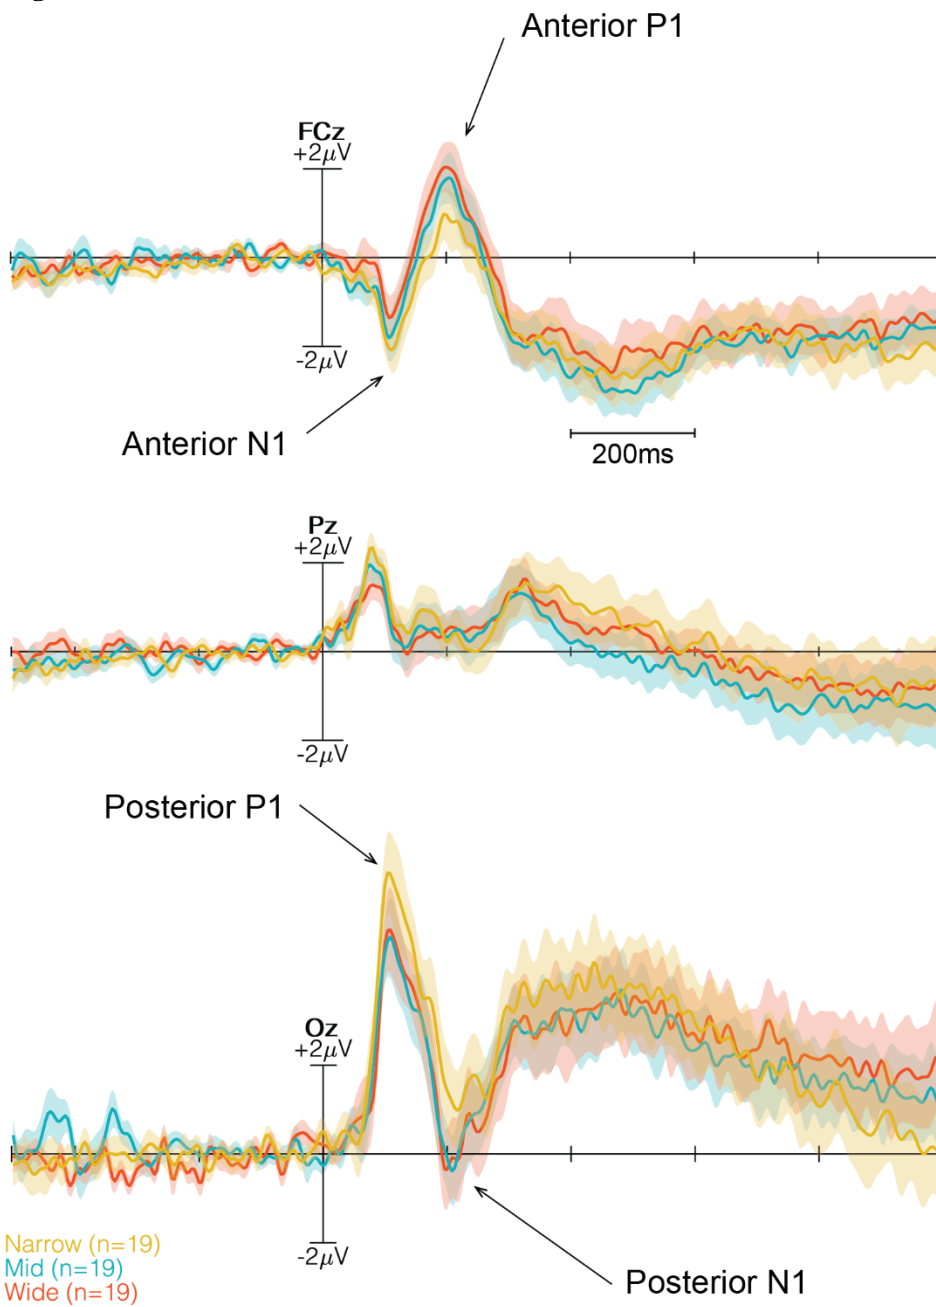 Anterior P1
FCz
+2μV
-2μV
Anterior N1
200ms
Pz
+2μV
-2μV
Posterior P1
Oz
+2μV
-2μV
Narrow (n=19)
Mid (n=19)
Wide (n=19)
Posterior N1